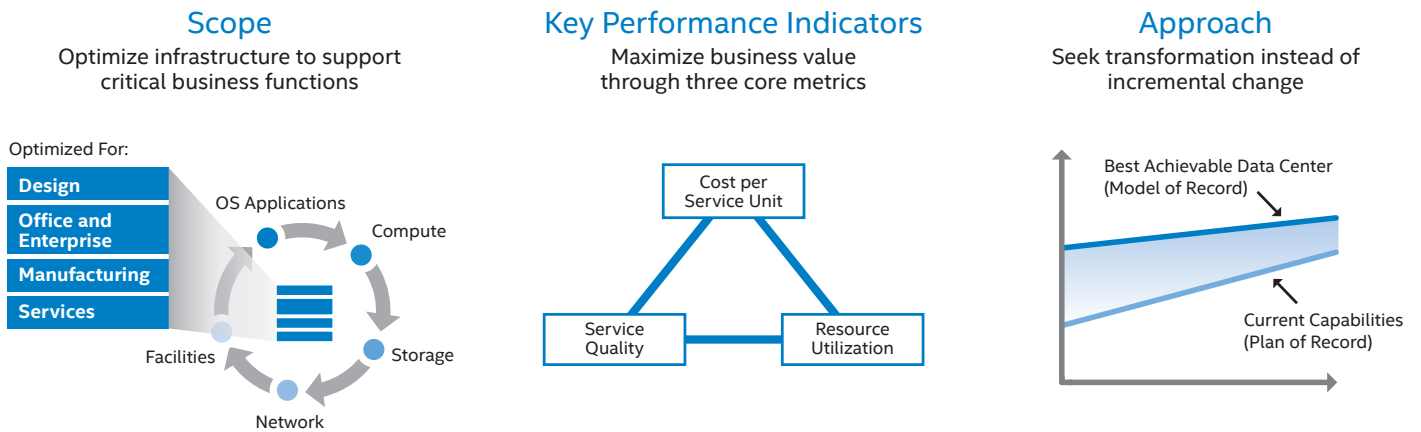 Scope
Optimize infrastructure to support
critical business functions
Optimized For:
Design
Office and
Enterprise
Manufacturing
Services
OS Applications
Compute
Storage
Network
Facilities
Key Performance Indicators
Maximize business value
through three core metrics
Cost per
Service Unit
Service
Quality
Resource
Utilization
Approach
Seek transformation instead of
incremental change
Best Achievable Data Center
(Model of Record)
Current Capabilities
(Plan of Record)